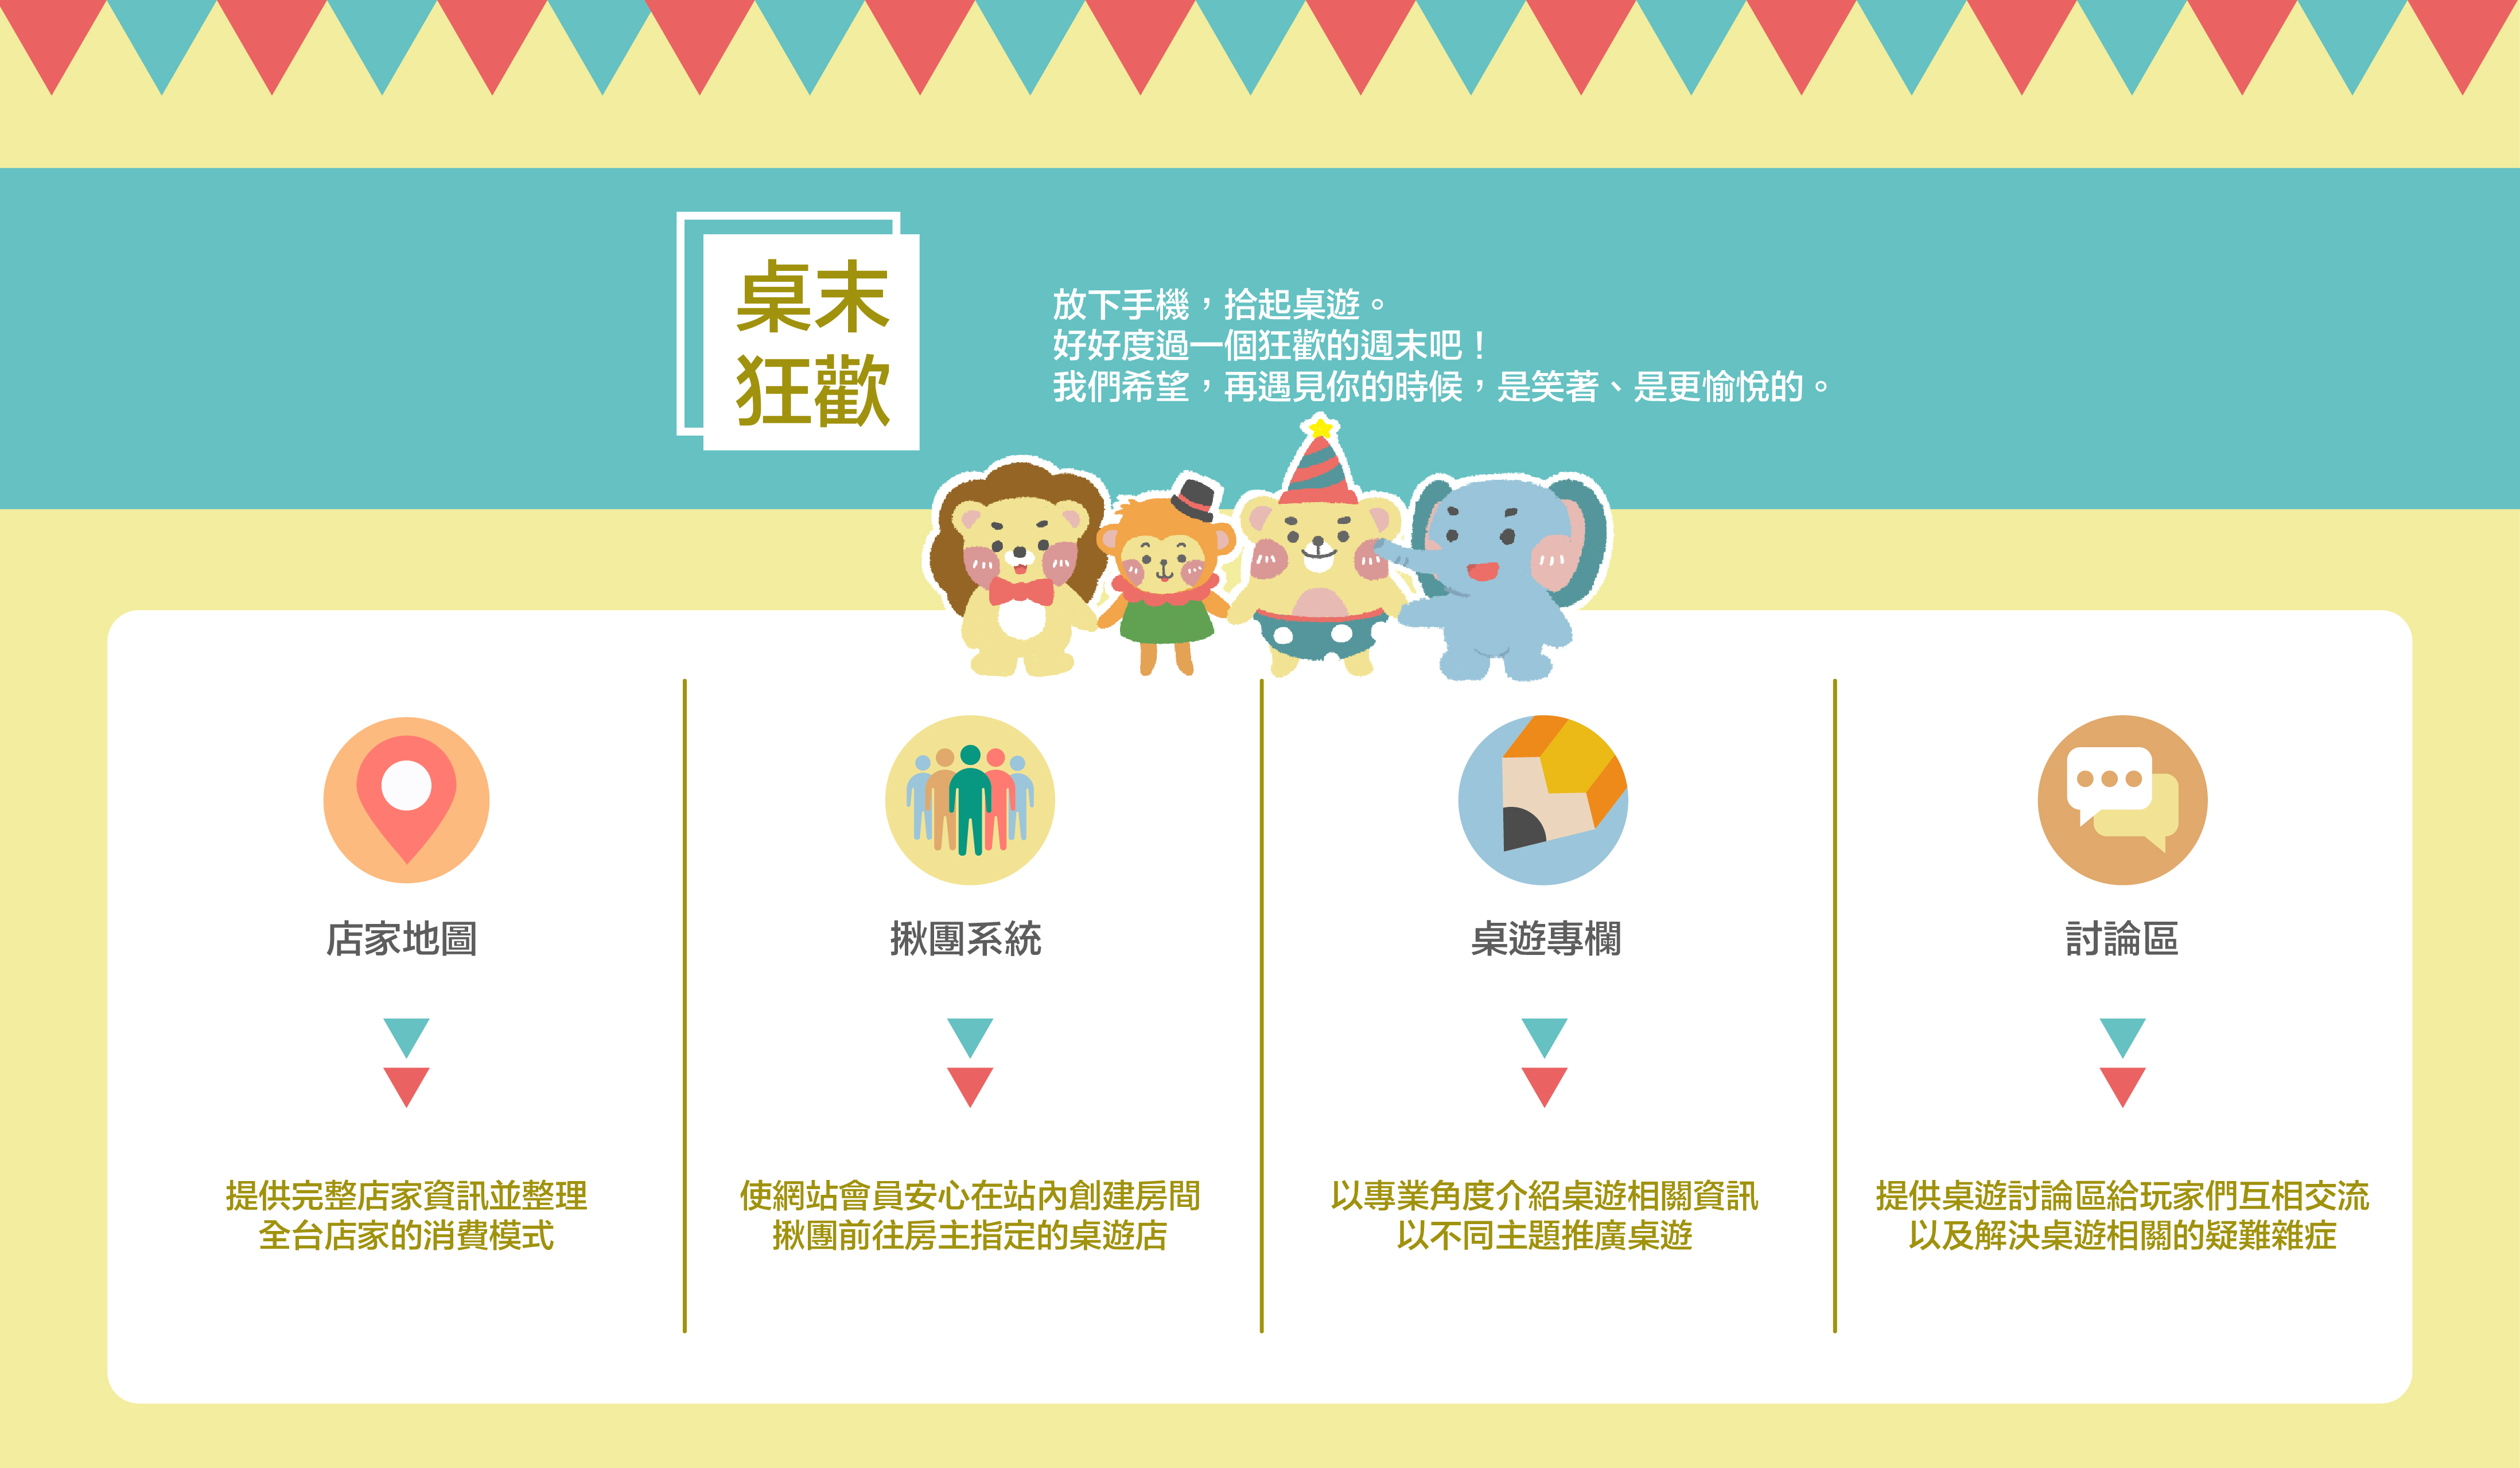 桌末
狂歡
放下手機，拾起桌遊。
好好度過一個狂歡的週末吧！
我們希望，再遇見你的時候，是笑著、是更愉悅的。
店家地圖
揪團系統
桌遊專欄
討論區
提供完整店家資訊並整理
全台店家的消費模式
使網站會員安心在站內創建房間
揪團前往房主指定的桌遊店
以專業角度介紹桌遊相關資訊
以不同主題推廣桌遊
提供桌遊討論區給玩家們互相交流
以及解決桌遊相關的疑難雜症